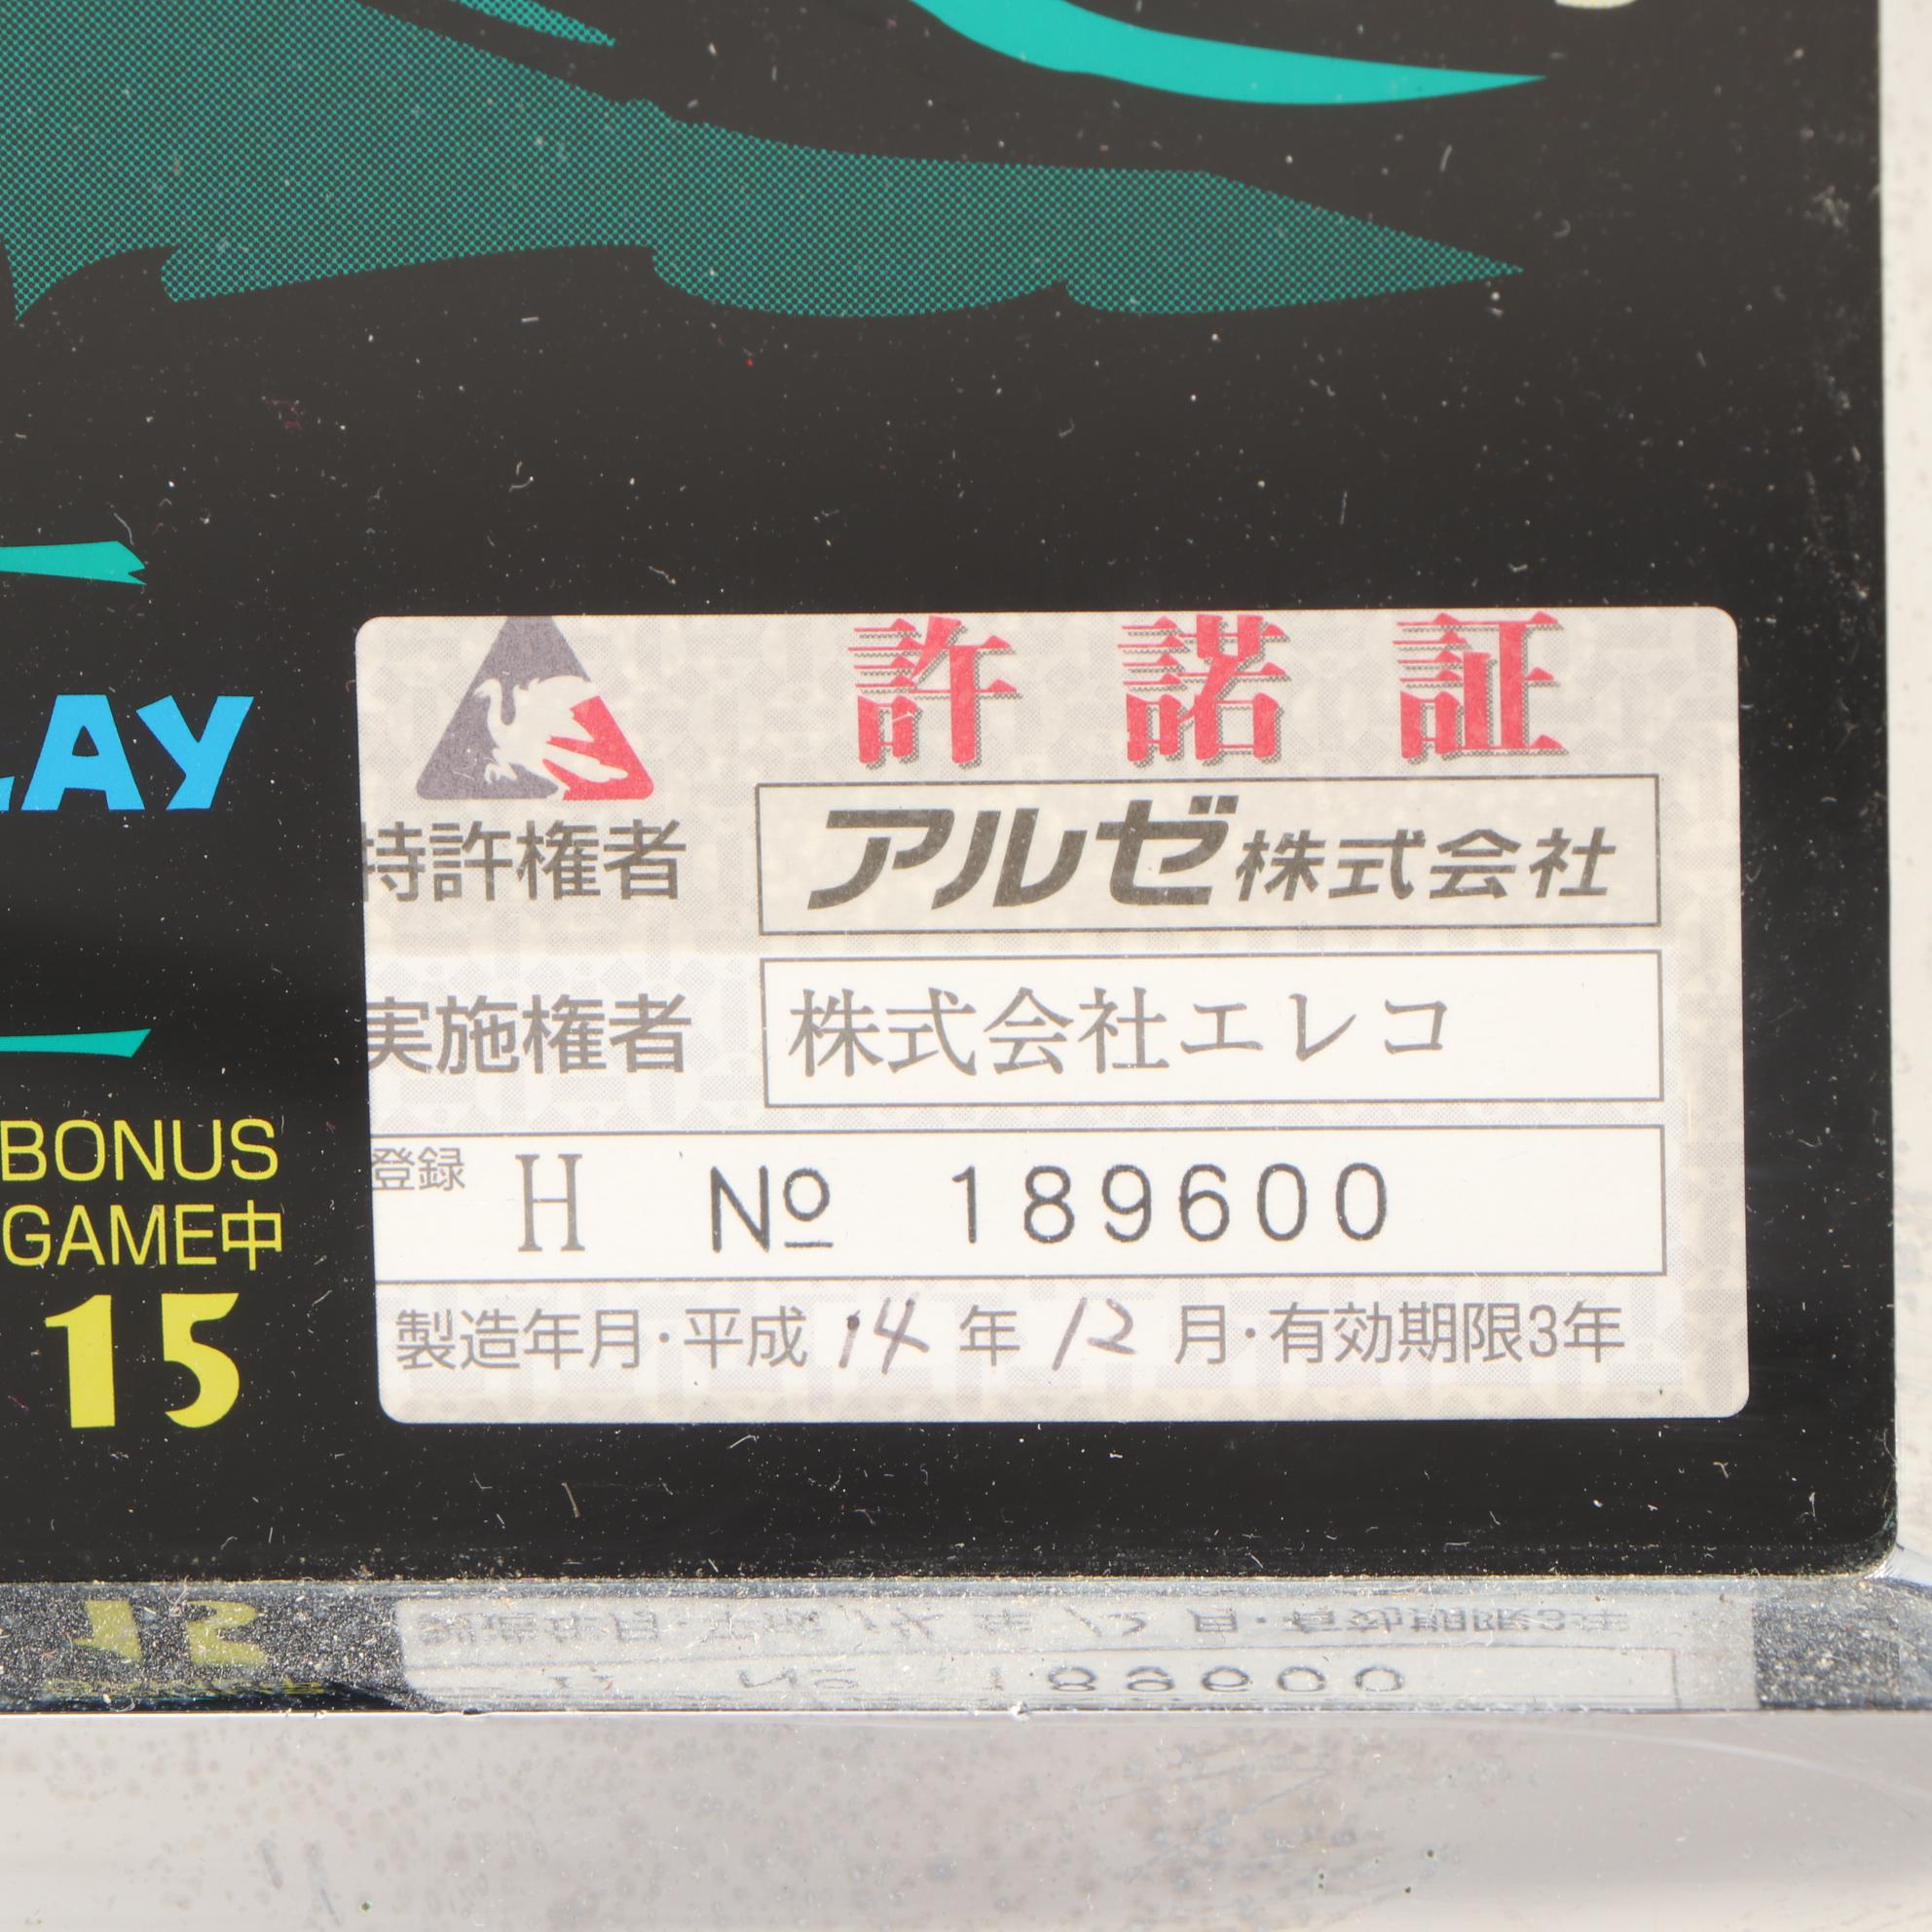 LAY
BONUS
GAME中
15
許諾証
特許権者 アルゼ株式会社
実施権者 株式会社エレコ
登録 H № 189600
製造年月・平成14年12月・有効期限3年